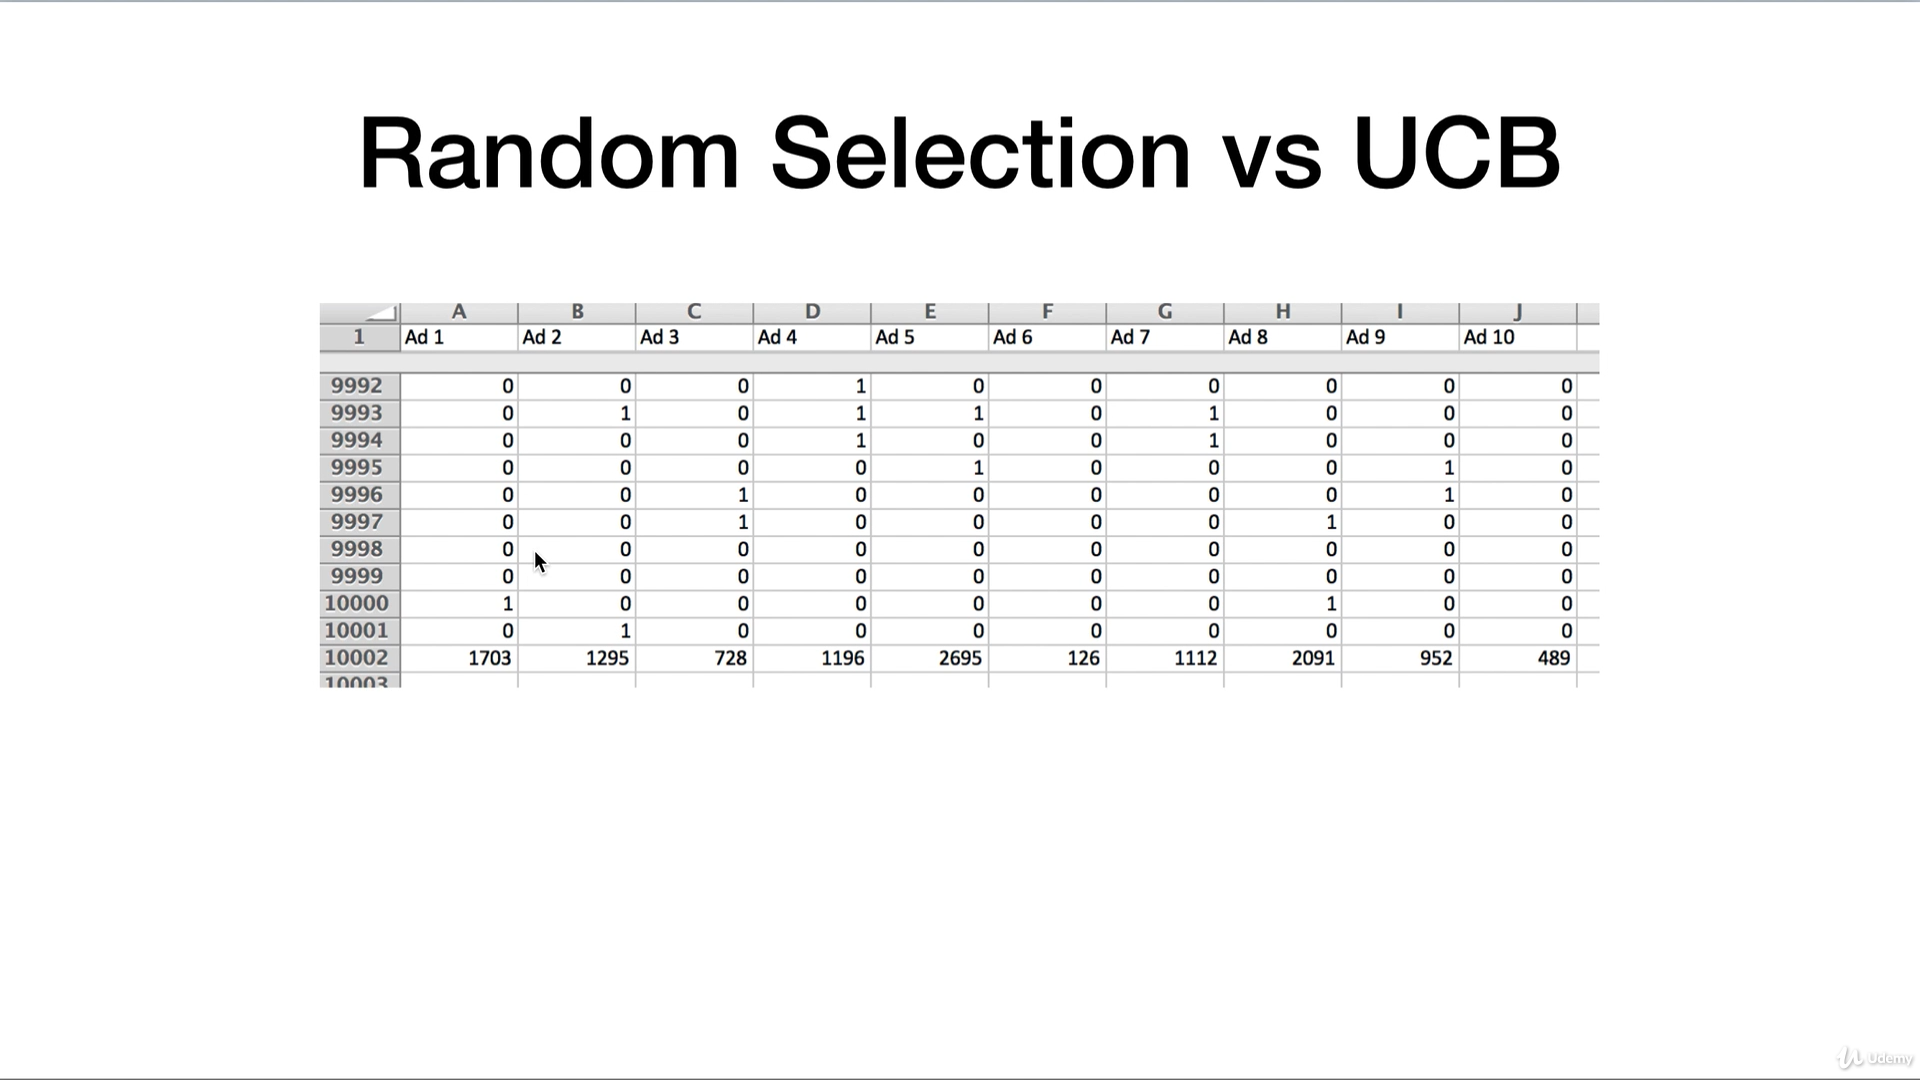 Random Selection vs UCB
A B C D E F G H I J
1 Ad 1 Ad 2 Ad 3 Ad 4 Ad 5 Ad 6 Ad 7 Ad 8 Ad 9 Ad 10
9992 0 0 0 1 0 0 0 0 0 0
9993 0 1 0 1 1 0 1 0 0 0
9994 0 0 0 1 0 0 1 0 0 0
9995 0 0 0 0 1 0 0 0 1 0
9996 0 0 1 0 0 0 0 0 1 0
9997 0 0 1 0 0 0 0 1 0 0
9998 0 0 0 0 0 0 0 0 0 0
9999 0 0 0 0 0 0 0 0 0 0
10000 1 0 0 0 0 0 0 1 0 0
10001 0 1 0 0 0 0 0 0 0 0
10002 1703 1295 728 1196 2695 126 1112 2091 952 489
10003
Udemy